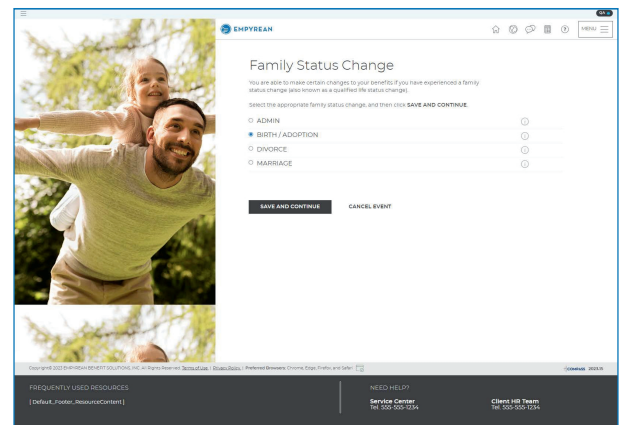 QA
EMPYREAN
MENU
Family Status Change
You are able to make certain changes to your benefits if you have experienced a family
status change (also known as a qualified life status change).
Select the appropriate family status change, and then click SAVE AND CONTINUE.
ADMIN
BIRTH / ADOPTION
DIVORCE
MARRIAGE
SAVE AND CONTINUE CANCEL EVENT
Copyright© 2023 EMPYREAN BENEFIT SOLUTIONS, INC. All Rights Reserved. Terms of Use | Privacy Policy | Preferred Browsers: Chrome, Edge, Firefox, and Safari
COMPASS 2023.15
FREQUENTLY USED RESOURCES
[ Default_Footer_ResourceContent ]
NEED HELP?
Service Center Client HR Team
Tel. 555-555-1234 Tel. 555-555-1234